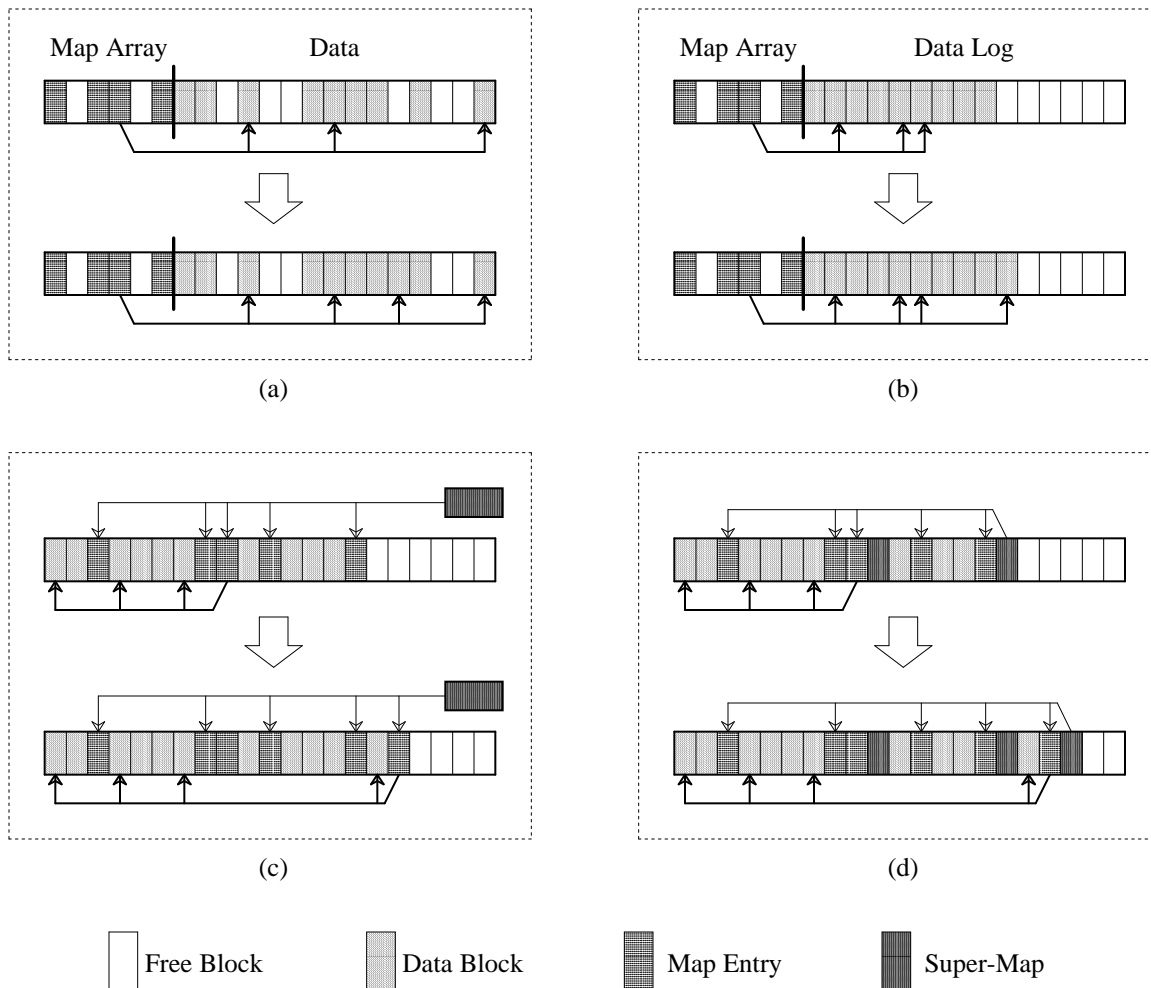 Map Array Data
Map Array Data Log
(a)
(b)
(c)
(d)
Free Block
Data Block
Map Entry
Super-Map